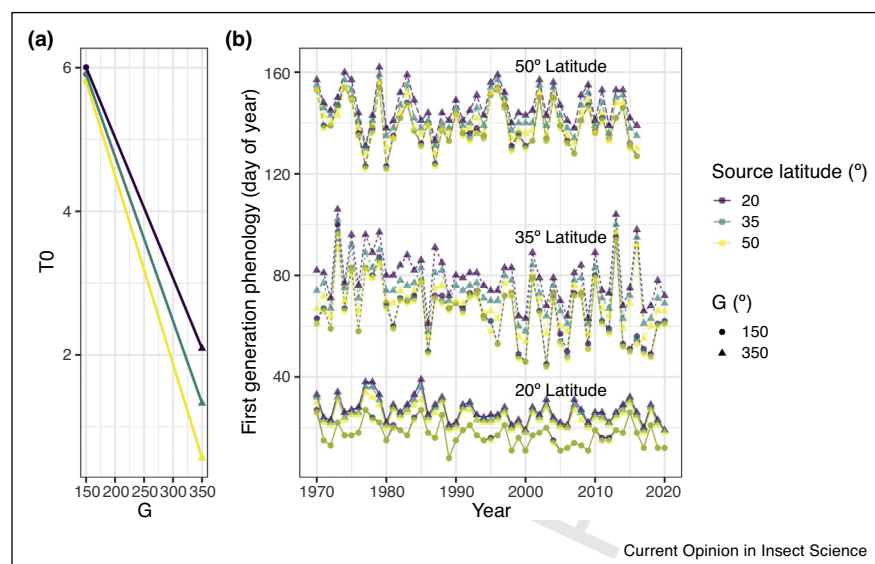 (a)
(b)
6
4
2
T0
150 200 250 300 350
G
First generation phenology (day of year)
160
120
80
40
50º Latitude
35º Latitude
20º Latitude
1970 1980 1990 2000 2010 2020
Year
Source latitude (º)
20
35
50
G (º)
150
350
Current Opinion in Insect Science